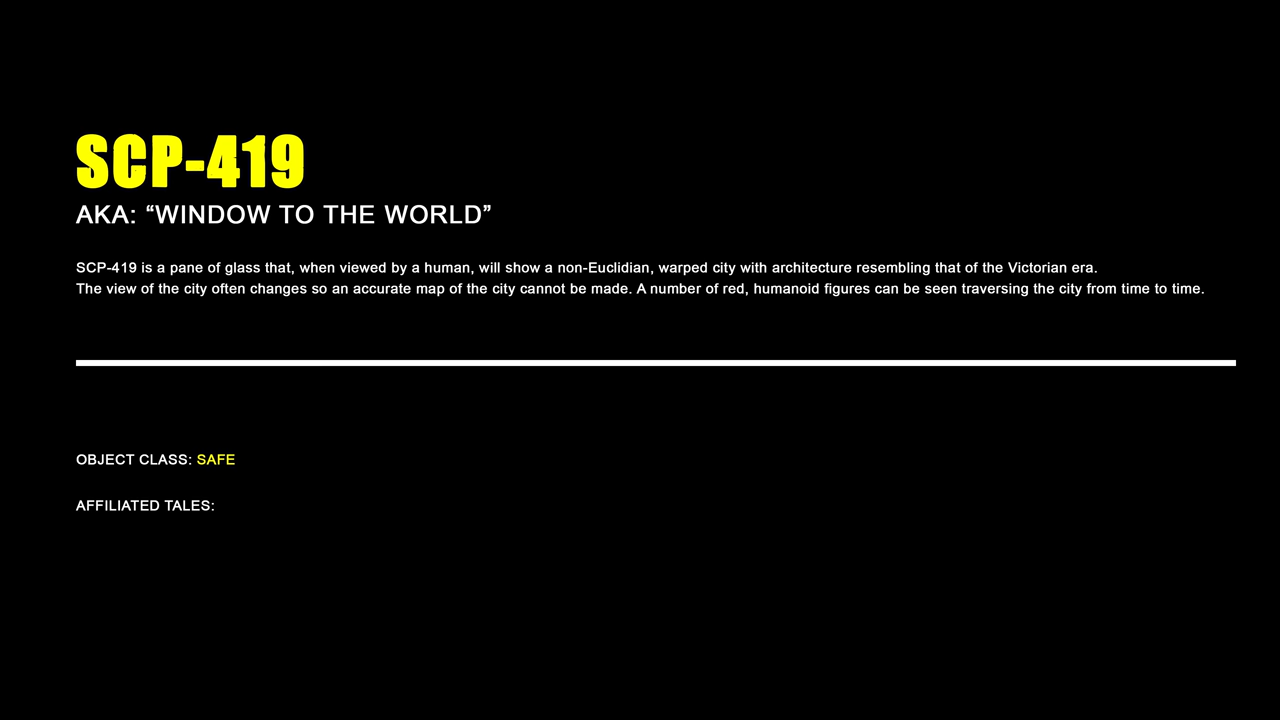 SCP-419
AKA: “WINDOW TO THE WORLD”
SCP-419 is a pane of glass that, when viewed by a human, will show a non-Euclidian, warped city with architecture resembling that of the Victorian era.
The view of the city often changes so an accurate map of the city cannot be made. A number of red, humanoid figures can be seen traversing the city from time to time.
OBJECT CLASS: SAFE
AFFILIATED TALES: